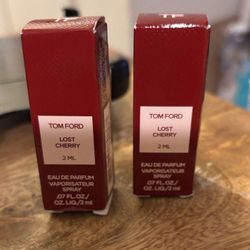 TOM FORD
LOST
CHERRY
2 ML
EAU DE PARFUM
VAPORISATEUR
SPRAY
.07 FL.OZ./
OZ. LIQ./2 ml
TOM FORD
LOST
CHERRY
2 ML
EAU DE PARFUM
VAPORISATEUR
SPRAY
.07 FL.OZ./
OZ. LIQ./2 ml